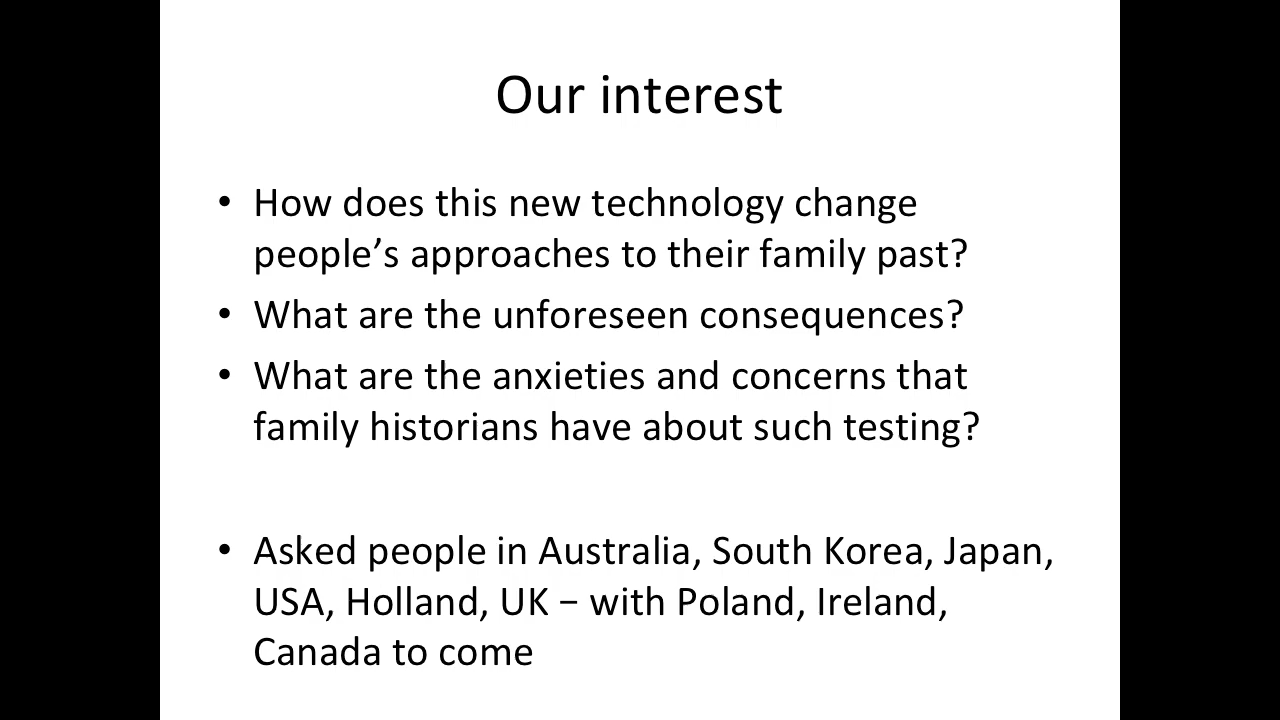 Our interest
• How does this new technology change
people’s approaches to their family past?
• What are the unforeseen consequences?
• What are the anxieties and concerns that
family historians have about such testing?
• Asked people in Australia, South Korea, Japan,
USA, Holland, UK – with Poland, Ireland,
Canada to come